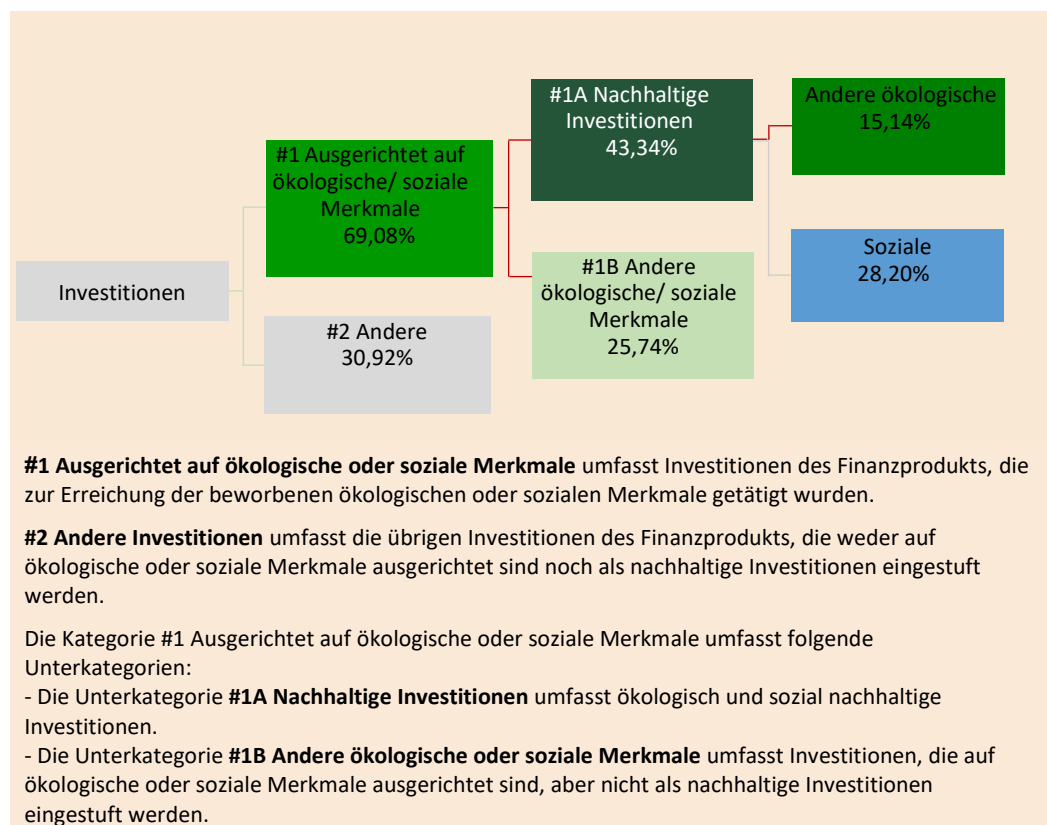 #1A Nachhaltige
Investitionen
43,34%
Andere ökologische
15,14%
#1 Ausgerichtet auf
ökologische/ soziale
Merkmale
69,08%
Soziale
28,20%
#1B Andere
ökologische/ soziale
Merkmale
25,74%
Investitionen
#2 Andere
30,92%
#1 Ausgerichtet auf ökologische oder soziale Merkmale umfasst Investitionen des Finanzprodukts, die
zur Erreichung der beworbenen ökologischen oder sozialen Merkmale getätigt wurden.
#2 Andere Investitionen umfasst die übrigen Investitionen des Finanzprodukts, die weder auf
ökologische oder soziale Merkmale ausgerichtet sind noch als nachhaltige Investitionen eingestuft
werden.
Die Kategorie #1 Ausgerichtet auf ökologische oder soziale Merkmale umfasst folgende
Unterkategorien:
- Die Unterkategorie #1A Nachhaltige Investitionen umfasst ökologisch und sozial nachhaltige
Investitionen.
- Die Unterkategorie #1B Andere ökologische oder soziale Merkmale umfasst Investitionen, die auf
ökologische oder soziale Merkmale ausgerichtet sind, aber nicht als nachhaltige Investitionen
eingestuft werden.